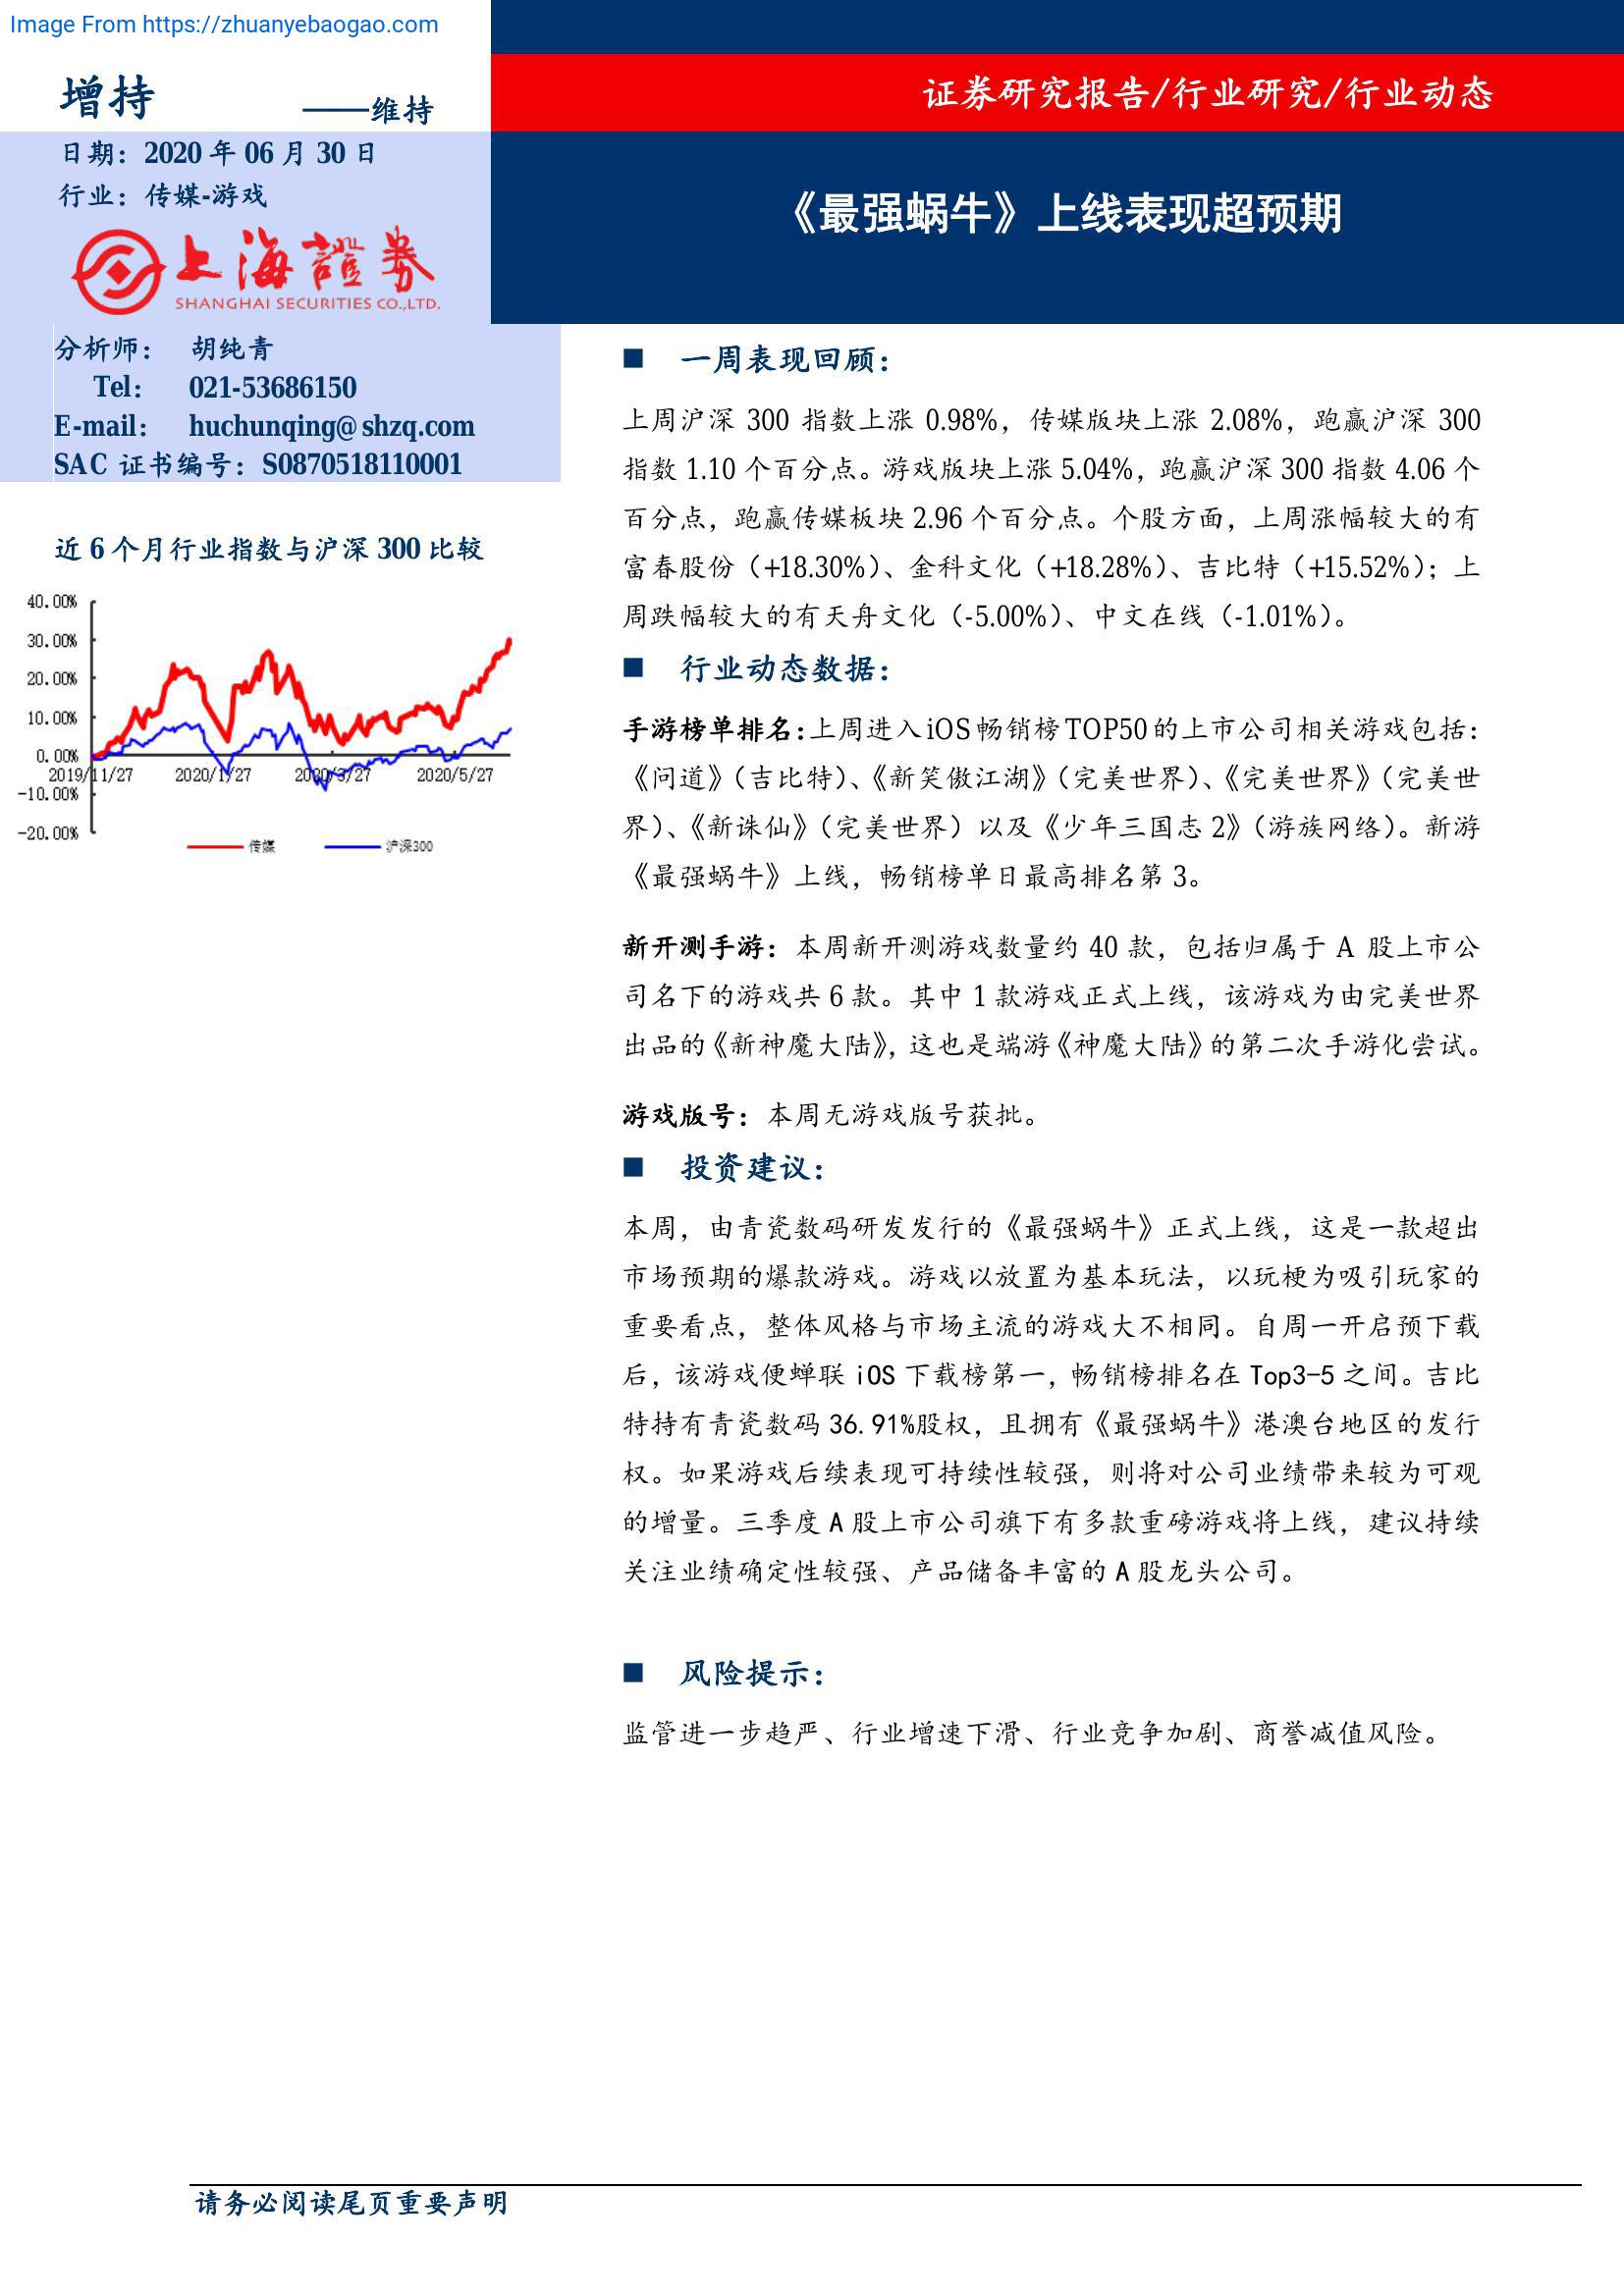 Image From https://zhuanyebaogao.com
增持 ——维持
证券研究报告/行业研究/行业动态
日期：2020 年 06 月 30 日
行业：传媒-游戏
《最强蜗牛》上线表现超预期
上海證券
SHANGHAI SECURITIES CO.,LTD.
分析师： 胡纯青
Tel： 021-53686150
E-mail： huchunqing@shzq.com
SAC 证书编号：S0870518110001
近 6 个月行业指数与沪深 300 比较
40.00%
30.00%
20.00%
10.00%
0.00%
2019/11/27 2020/1/27 2020/3/27 2020/5/27
-10.00%
-20.00%
传媒 沪深300
■ 一周表现回顾：
上周沪深 300 指数上涨 0.98%，传媒版块上涨 2.08%，跑赢沪深 300
指数 1.10 个百分点。游戏版块上涨 5.04%，跑赢沪深 300 指数 4.06 个
百分点，跑赢传媒板块 2.96 个百分点。个股方面，上周涨幅较大的有
富春股份（+18.30%）、金科文化（+18.28%）、吉比特（+15.52%）；上
周跌幅较大的有天舟文化（-5.00%）、中文在线（-1.01%）。
■ 行业动态数据：
手游榜单排名：上周进入 iOS 畅销榜 TOP50 的上市公司相关游戏包括：
《问道》（吉比特）、《新笑傲江湖》（完美世界）、《完美世界》（完美世
界）、《新诛仙》（完美世界）以及《少年三国志 2》（游族网络）。新游
《最强蜗牛》上线，畅销榜单日最高排名第 3。
新开测手游：本周新开测游戏数量约 40 款，包括归属于 A 股上市公
司名下的游戏共 6 款。其中 1 款游戏正式上线，该游戏为由完美世界
出品的《新神魔大陆》，这也是端游《神魔大陆》的第二次手游化尝试。
游戏版号：本周无游戏版号获批。
■ 投资建议：
本周，由青瓷数码研发发行的《最强蜗牛》正式上线，这是一款超出
市场预期的爆款游戏。游戏以放置为基本玩法，以玩梗为吸引玩家的
重要看点，整体风格与市场主流的游戏大不相同。自周一开启预下载
后，该游戏便蝉联 iOS 下载榜第一，畅销榜排名在 Top3-5 之间。吉比
特持有青瓷数码 36.91%股权，且拥有《最强蜗牛》港澳台地区的发行
权。如果游戏后续表现可持续性较强，则将对公司业绩带来较为可观
的增量。三季度 A 股上市公司旗下有多款重磅游戏将上线，建议持续
关注业绩确定性较强、产品储备丰富的 A 股龙头公司。
■ 风险提示：
监管进一步趋严、行业增速下滑、行业竞争加剧、商誉减值风险。
请务必阅读尾页重要声明